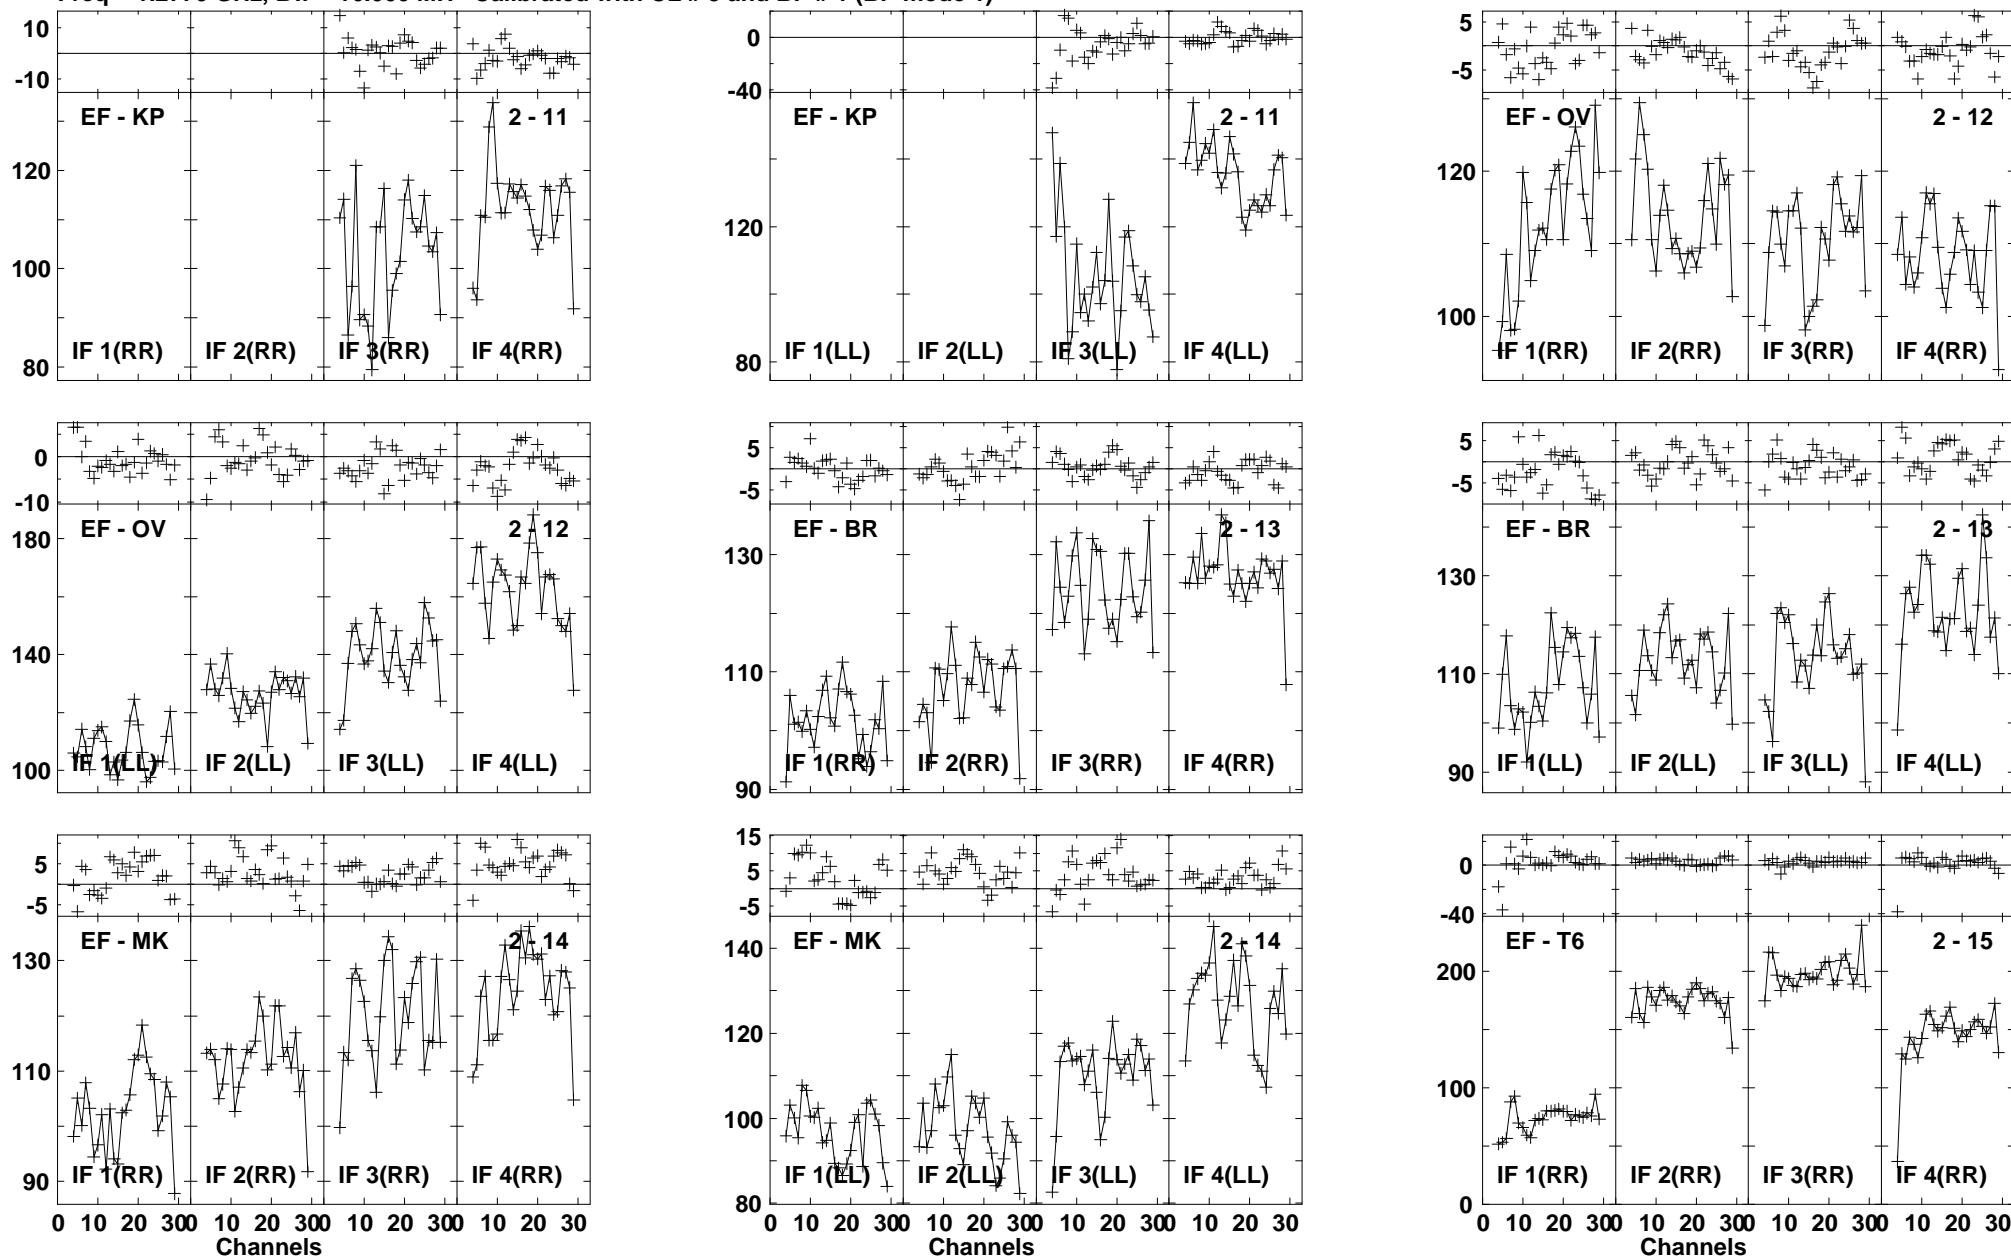 10
-10
EF - KP
2 - 11
120
100
80
IF 1(RR)
IF 2(RR)
IF 3(RR)
IF 4(RR)
0
-40
EF - KP
2 - 11
120
80
IF 1(LL)
IF 2(LL)
IF 3(LL)
IF 4(LL)
5
-5
EF - OV
2 - 12
120
100
IF 1(RR)
IF 2(RR)
IF 3(RR)
IF 4(RR)
0
-10
EF - OV
2 - 12
180
140
100
IF 1(LL)
IF 2(LL)
IF 3(LL)
IF 4(LL)
5
-5
EF - BR
2 - 13
130
110
90
IF 1(RR)
IF 2(RR)
IF 3(RR)
IF 4(RR)
5
-5
EF - BR
2 - 13
130
110
90
IF 1(LL)
IF 2(LL)
IF 3(LL)
IF 4(LL)
5
-5
EF - MK
2 - 14
130
110
90
IF 1(RR)
IF 2(RR)
IF 3(RR)
IF 4(RR)
0 10 20 30 0 10 20 30 0 10 20 30 0 10 20 30
Channels
15
5
-5
EF - MK
2 - 14
140
120
100
80
IF 1(LL)
IF 2(LL)
IF 3(LL)
IF 4(LL)
0 10 20 30 0 10 20 30 0 10 20 30 0 10 20 30
Channels
0
-40
EF - T6
2 - 15
200
100
0
IF 1(RR)
IF 2(RR)
IF 3(RR)
IF 4(RR)
0 10 20 30 0 10 20 30 0 10 20 30 0 10 20 30
Channels